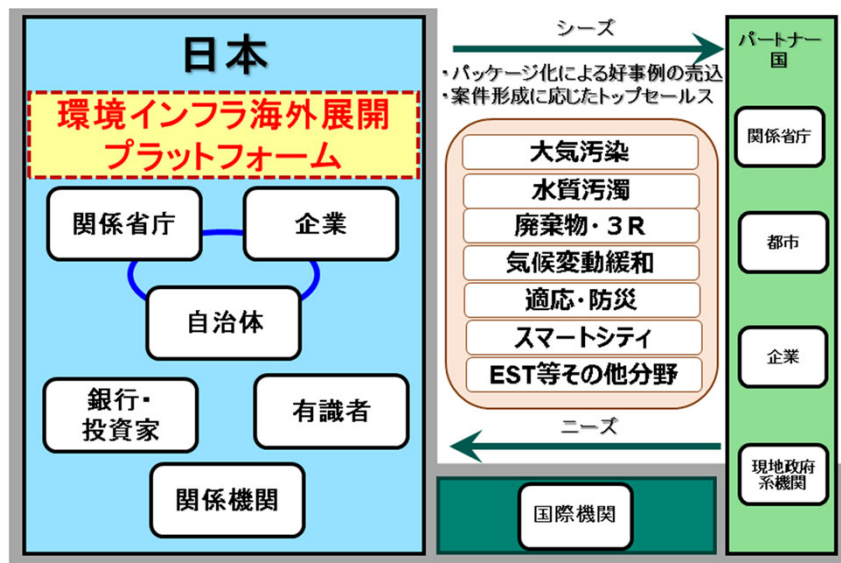 日本
環境インフラ海外展開
プラットフォーム
関係省庁
企業
自治体
銀行・
投資家
有識者
関係機関
シーズ
・パッケージ化による好事例の売込
・案件形成に応じたトップセールス
大気汚染
水質汚濁
廃棄物・３Ｒ
気候変動緩和
適応・防災
スマートシティ
EST等その他分野
ニーズ
国際機関
パートナー
国
関係省庁
都市
企業
現地政府
系機関